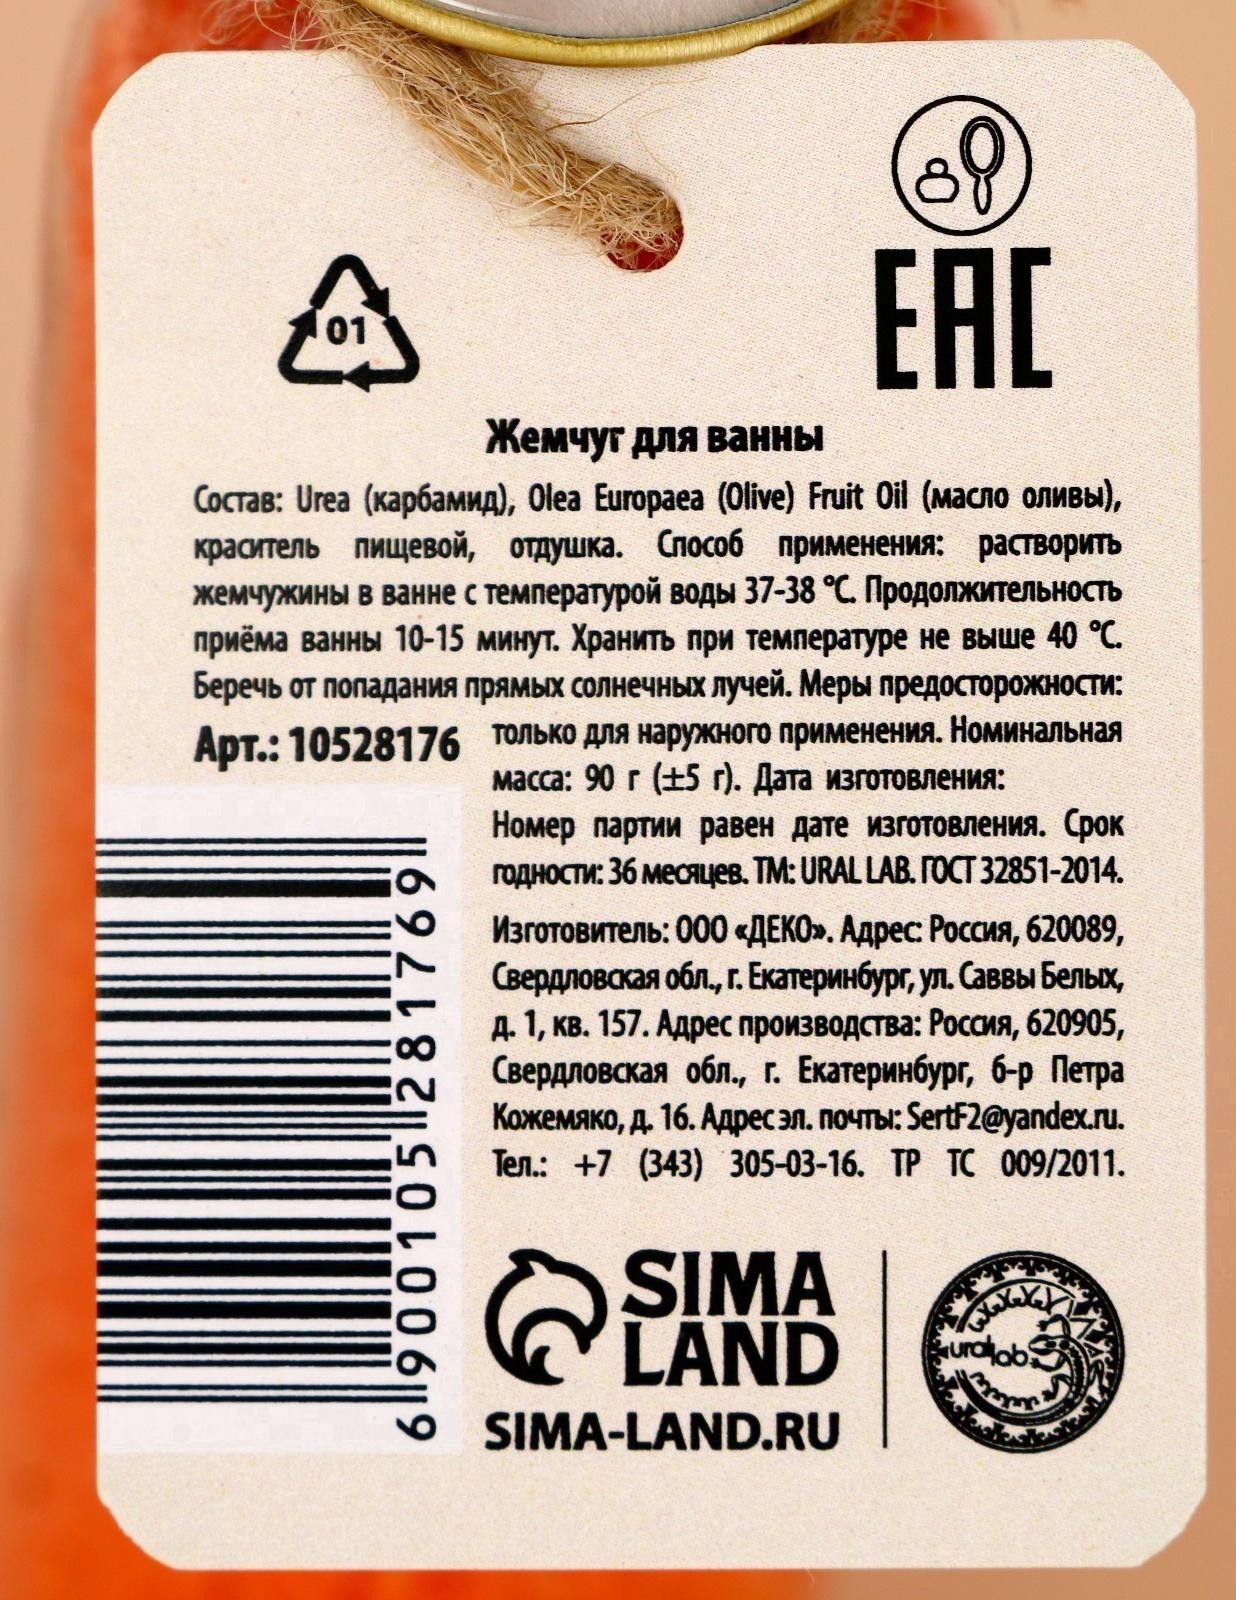 01
ЕАС
Жемчуг для ванны
Состав: Urea (карбамид), Olea Europaea (Olive) Fruit Oil (масло оливы),
краситель пищевой, отдушка. Способ применения: растворить
жемчужины в ванне с температурой воды 37-38 °C. Продолжительность
приёма ванны 10-15 минут. Хранить при температуре не выше 40 °C.
Беречь от попадания прямых солнечных лучей. Меры предосторожности:
только для наружного применения. Номинальная
масса: 90 г (±5 г). Дата изготовления:
Номер партии равен дате изготовления. Срок
годности: 36 месяцев. ТМ: URAL LAB. ГОСТ 32851-2014.
Арт.: 10528176
6 900105 281769
Изготовитель: ООО «ДЕКО». Адрес: Россия, 620089,
Свердловская обл., г. Екатеринбург, ул. Саввы Белых,
д. 1, кв. 157. Адрес производства: Россия, 620905,
Свердловская обл., г. Екатеринбург, б-р Петра
Кожемяко, д. 16. Адрес эл. почты: SertF2@yandex.ru.
Тел.: +7 (343) 305-03-16. ТР ТС 009/2011.
SIMA
LAND
SIMA-LAND.RU
ural lab